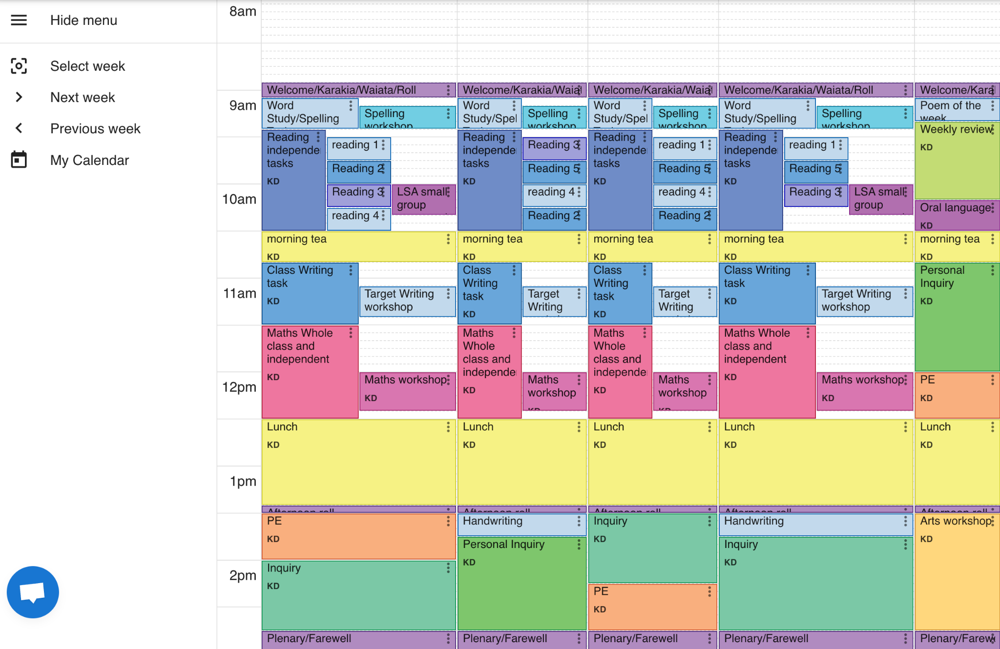 Hide menu
Select week
Next week
Previous week
My Calendar
8am
9am
10am
11am
12pm
1pm
2pm
Welcome/Karakia/Waiata/Roll
Word
Study/Spelling
Spelling
workshop
Reading
independe
tasks
KD
reading 1
Reading 2
Reading 3
reading 4
LSA small
group
morning tea
KD
Class Writing
task
KD
Target Writing
workshop
Maths Whole
class and
independent
KD
Maths workshop
KD
Lunch
KD
Afternoon roll
PE
KD
Inquiry
KD
Plenary/Farewell
Welcome/Karakia/Waiat
Word
Study/Spel
Spelling
workshop
Reading
independe
tasks
KD
Reading 3
Reading 5
reading 4
Reading 2
morning tea
KD
Class
Writing
task
KD
Target
Writing
Maths
Whole
class and
independe
KD
Maths
workshop
KD
Lunch
KD
Afternoon roll
Handwriting
Personal Inquiry
KD
Plenary/Farewell
Welcome/Karakia/Waiat
Word
Study/Spel
Spelling
workshop
Reading
independe
tasks
KD
reading 1
Reading 5
reading 4
Reading 2
morning tea
KD
Class
Writing
task
KD
Target
Writing
Maths
Whole
class and
independe
KD
Maths
workshop
KD
Lunch
KD
Afternoon roll
Inquiry
KD
PE
KD
Plenary/Farewell
Welcome/Karakia/Waiata/Roll
Word
Study/Spelling
Spelling
workshop
Reading
independe
tasks
KD
reading 1
Reading 5
Reading 3
LSA small
group
morning tea
KD
Class Writing
task
KD
Target Writing
workshop
Maths Whole
class and
independent
KD
Maths workshop
KD
Lunch
KD
Afternoon roll
Handwriting
Inquiry
KD
Plenary/Farewell
Welcome/Kara
Poem of the
week
Weekly review
KD
Oral language
KD
morning tea
KD
Personal
Inquiry
KD
PE
KD
Lunch
KD
Afternoon roll
Arts workshop
KD
Plenary/Farew